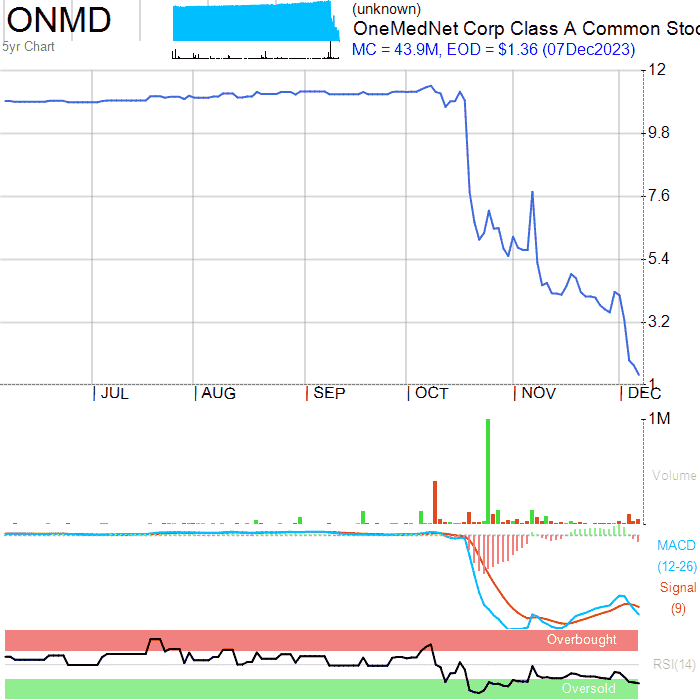 ONMD
5yr Chart
(unknown)
OneMedNet Corp Class A Common Stoc
MC = 43.9M, EOD = $1.36 (07Dec2023)
12
9.8
7.6
5.4
3.2
1
JUL
AUG
SEP
OCT
NOV
DEC
1M
Volume
MACD
(12-26)
Signal
(9)
Overbought
RSI(14)
Oversold